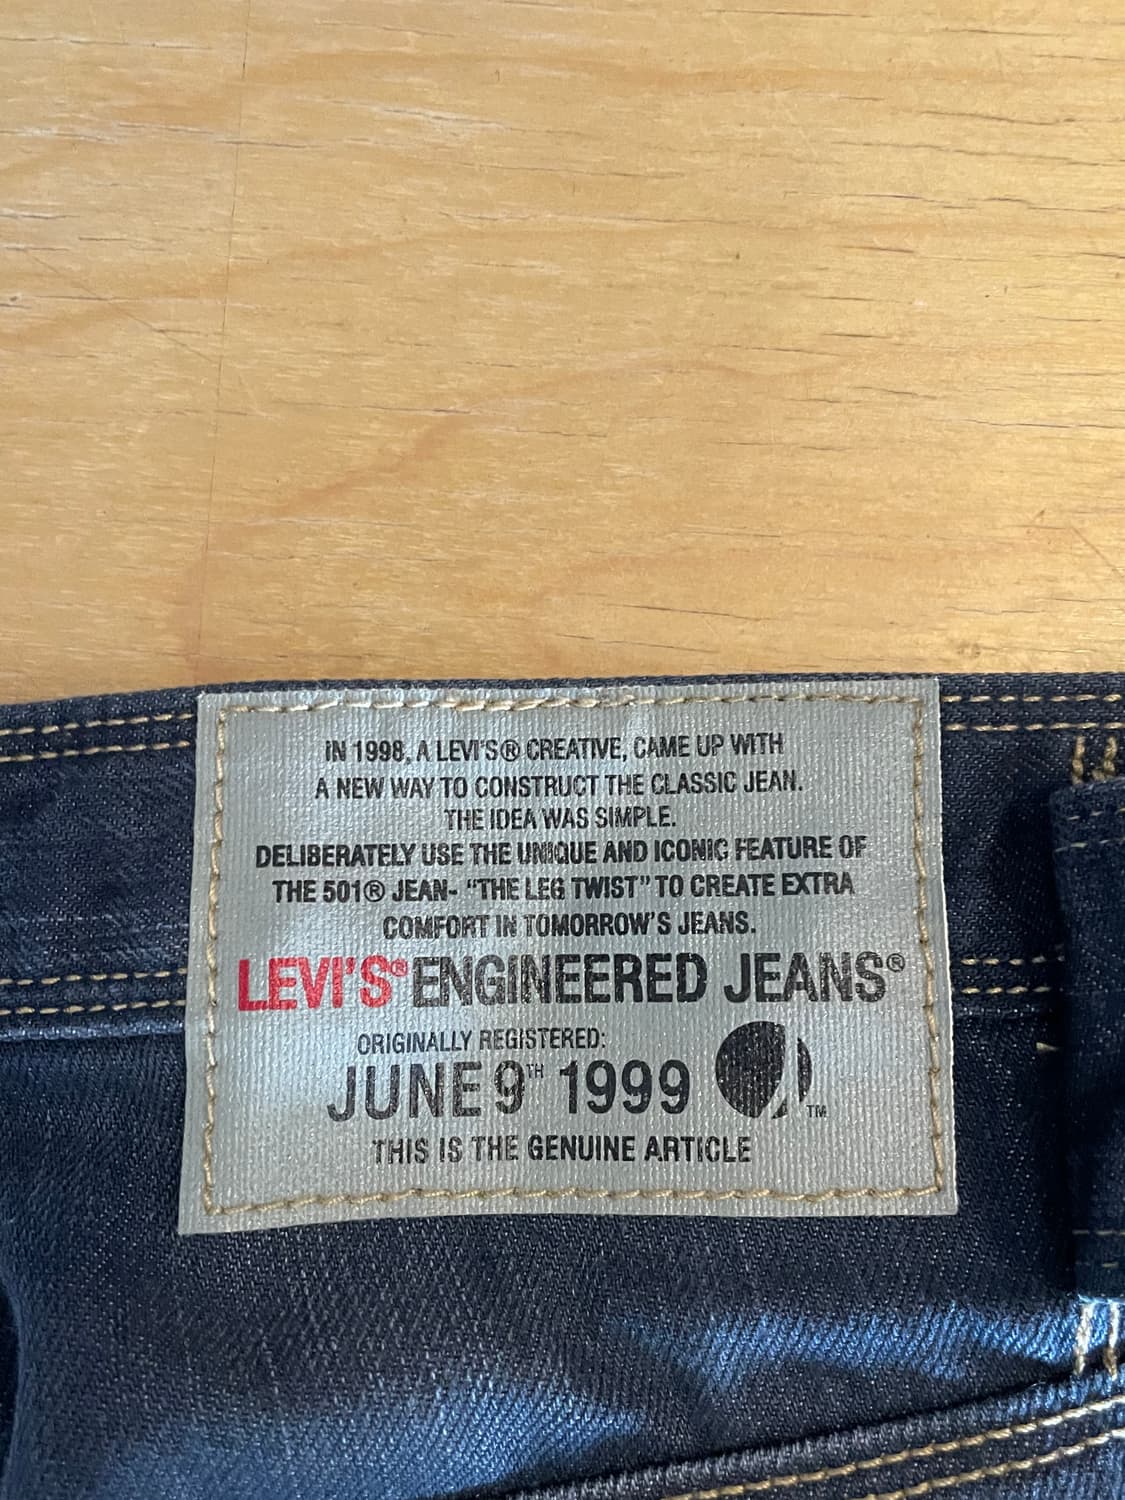 IN 1998, A LEVI'S® CREATIVE, CAME UP WITH
A NEW WAY TO CONSTRUCT THE CLASSIC JEAN.
THE IDEA WAS SIMPLE.
DELIBERATELY USE THE UNIQUE AND ICONIC FEATURE OF
THE 501® JEAN- "THE LEG TWIST" TO CREATE EXTRA
COMFORT IN TOMORROW'S JEANS.
LEVI'S® ENGINEERED JEANS®
ORIGINALLY REGISTERED:
JUNE 9TH 1999
TM
THIS IS THE GENUINE ARTICLE